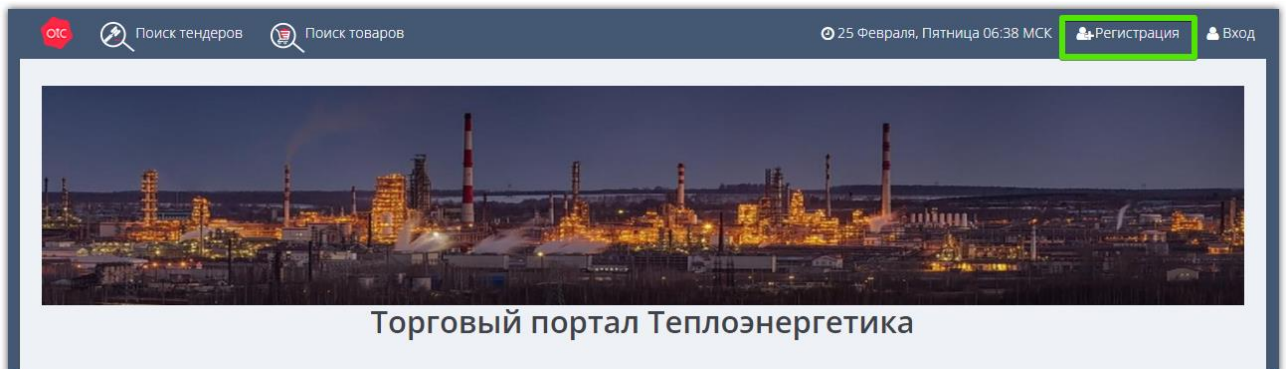 otc Поиск тендеров Поиск товаров 25 Февраля, Пятница 06:38 МСК Регистрация Вход
Торговый портал Теплоэнергетика